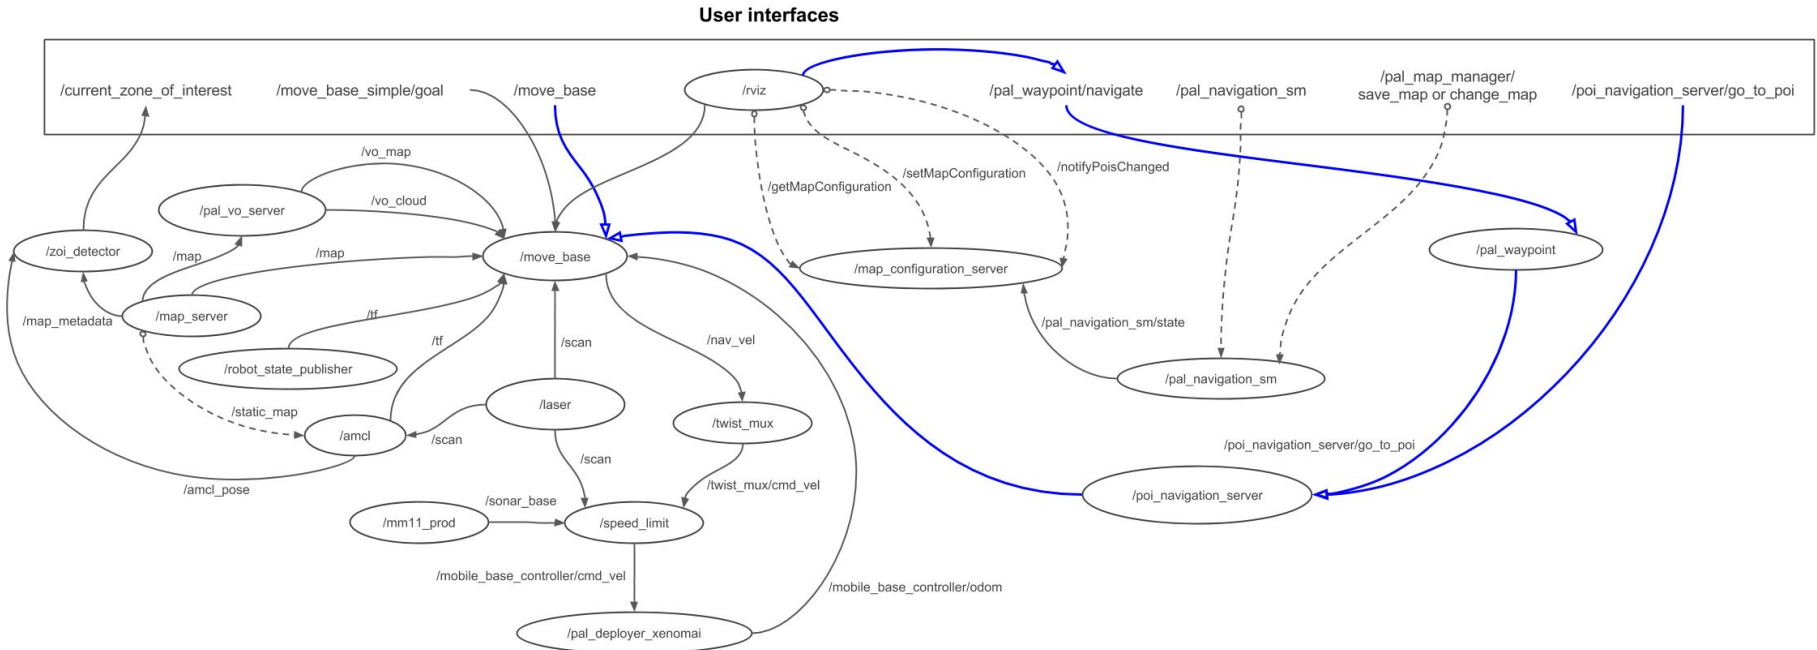 User interfaces
/current_zone_of_interest
/move_base_simple/goal
/move_base
/rviz
/pal_waypoint/navigate
/pal_navigation_sm
/pal_map_manager/
save_map or change_map
/poi_navigation_server/go_to_poi
/vo_map
/vo_cloud
/pal_vo_server
/zoi_detector
/map
/map
/move_base
/getMapConfiguration
/setMapConfiguration
/notifyPoisChanged
/map_configuration_server
/pal_waypoint
/map_metadata
/map_server
/tf
/tf
/scan
/nav_vel
/pal_navigation_sm/state
/robot_state_publisher
/pal_navigation_sm
/static_map
/amcl
/laser
/scan
/twist_mux
/scan
/poi_navigation_server/go_to_poi
/amcl_pose
/sonar_base
/twist_mux/cmd_vel
/poi_navigation_server
/mm11_prod
/speed_limit
/mobile_base_controller/cmd_vel
/mobile_base_controller/odom
/pal_deployer_xenomai